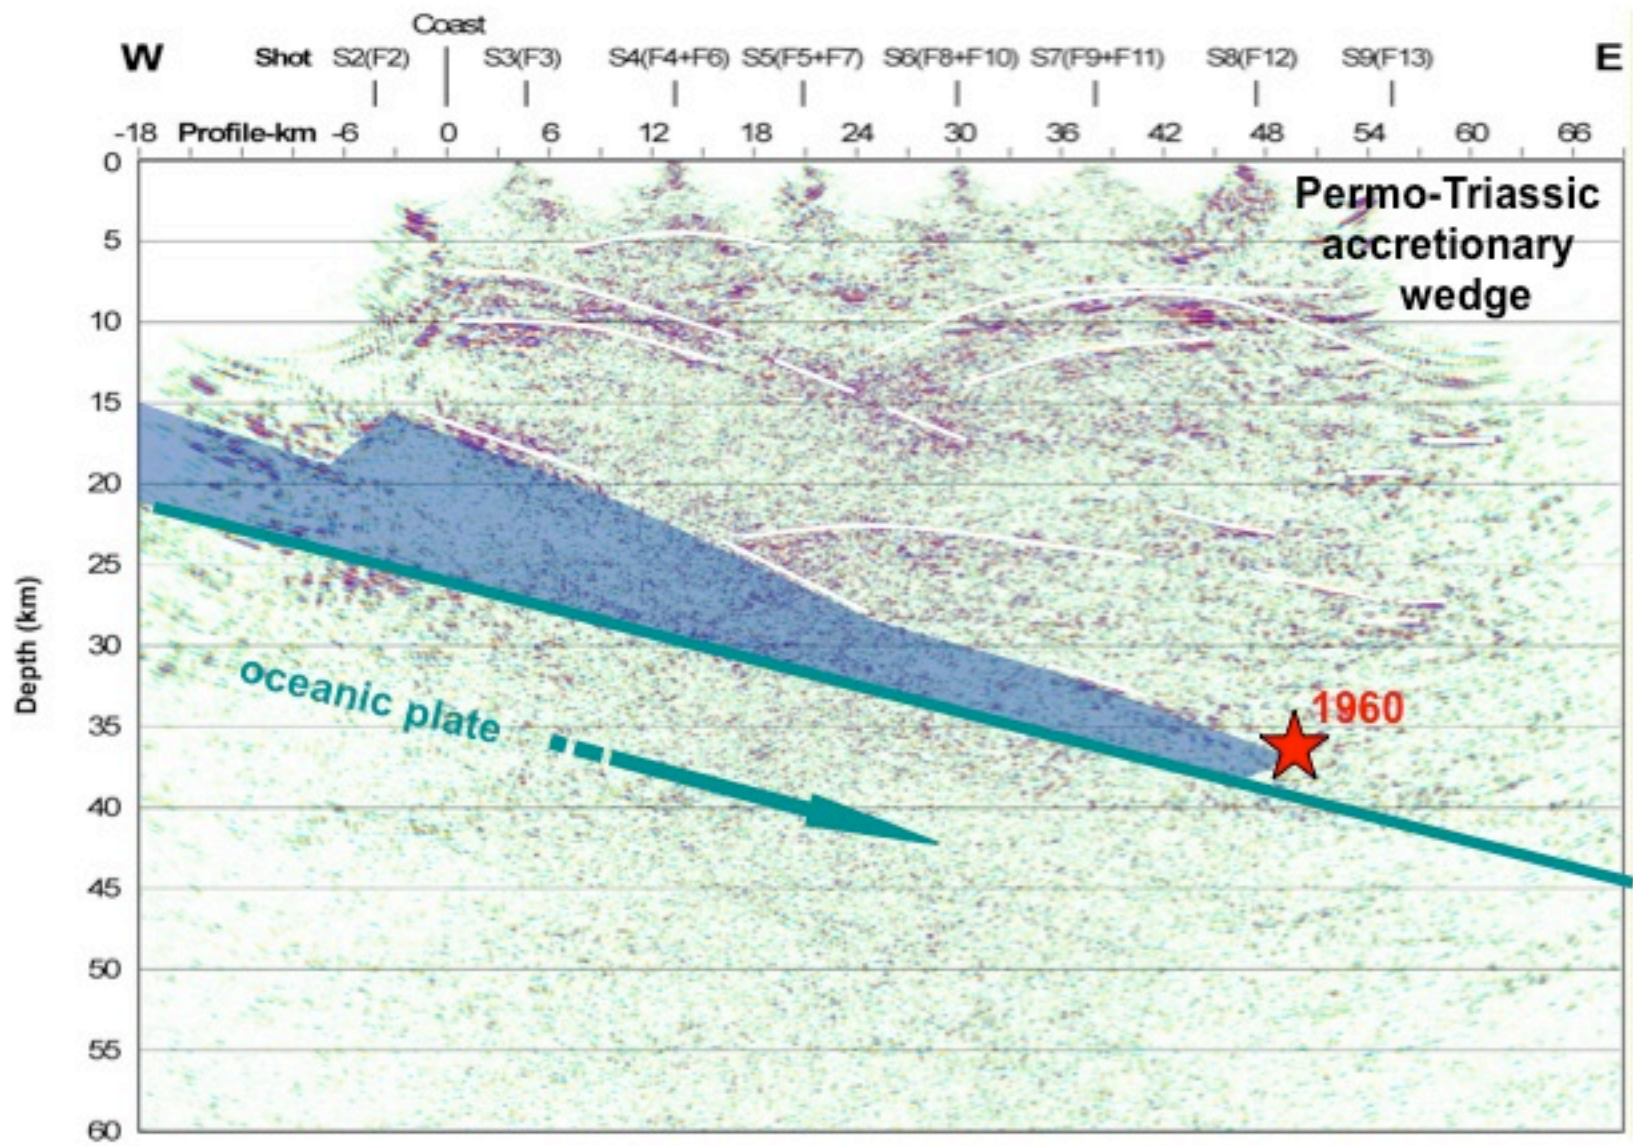 Coast
W Shot S2(F2) S3(F3) S4(F4+F6) S5(F5+F7) S6(F8+F10) S7(F9+F11) S8(F12) S9(F13) E
-18 Profile-km -6 0 6 12 18 24 30 36 42 48 54 60 66
0
Permo-Triassic
accretionary
wedge
5
10
15
20
25
30
35
40
45
50
55
60
Depth (km)
oceanic plate
1960